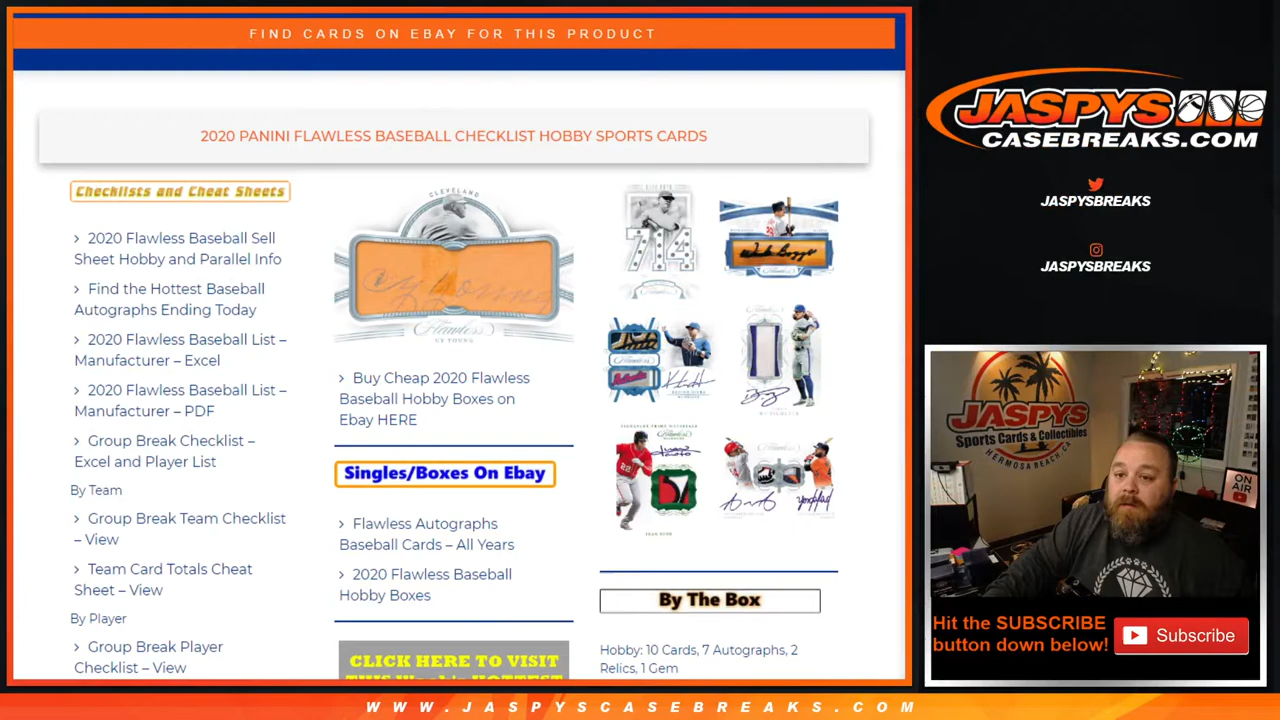 FIND CARDS ON EBAY FOR THIS PRODUCT
2020 PANINI FLAWLESS BASEBALL CHECKLIST HOBBY SPORTS CARDS
Checklists and Cheat Sheets
2020 Flawless Baseball Sell
Sheet Hobby and Parallel Info
Find the Hottest Baseball
Autographs Ending Today
2020 Flawless Baseball List –
Manufacturer – Excel
2020 Flawless Baseball List –
Manufacturer – PDF
Group Break Checklist –
Excel and Player List
By Team
Group Break Team Checklist
– View
Team Card Totals Cheat
Sheet – View
By Player
Group Break Player
Checklist – View
CLEVELAND
Flawless
CY YOUNG
Buy Cheap 2020 Flawless
Baseball Hobby Boxes on
Ebay HERE
Singles/Boxes On Ebay
Flawless Autographs
Baseball Cards – All Years
2020 Flawless Baseball
Hobby Boxes
CLICK HERE TO VISIT
714
By The Box
Hobby: 10 Cards, 7 Autographs, 2
Relics, 1 Gem
JASPYS
CASEBREAKS.COM
JASPYSBREAKS
JASPYSBREAKS
JASPYS
Sports Cards & Collectibles
HERMOSA BEACH, CA
ON
AIR
Hit the SUBSCRIBE
button down below!
Subscribe
WWW.JASPYSCASEBREAKS.COM